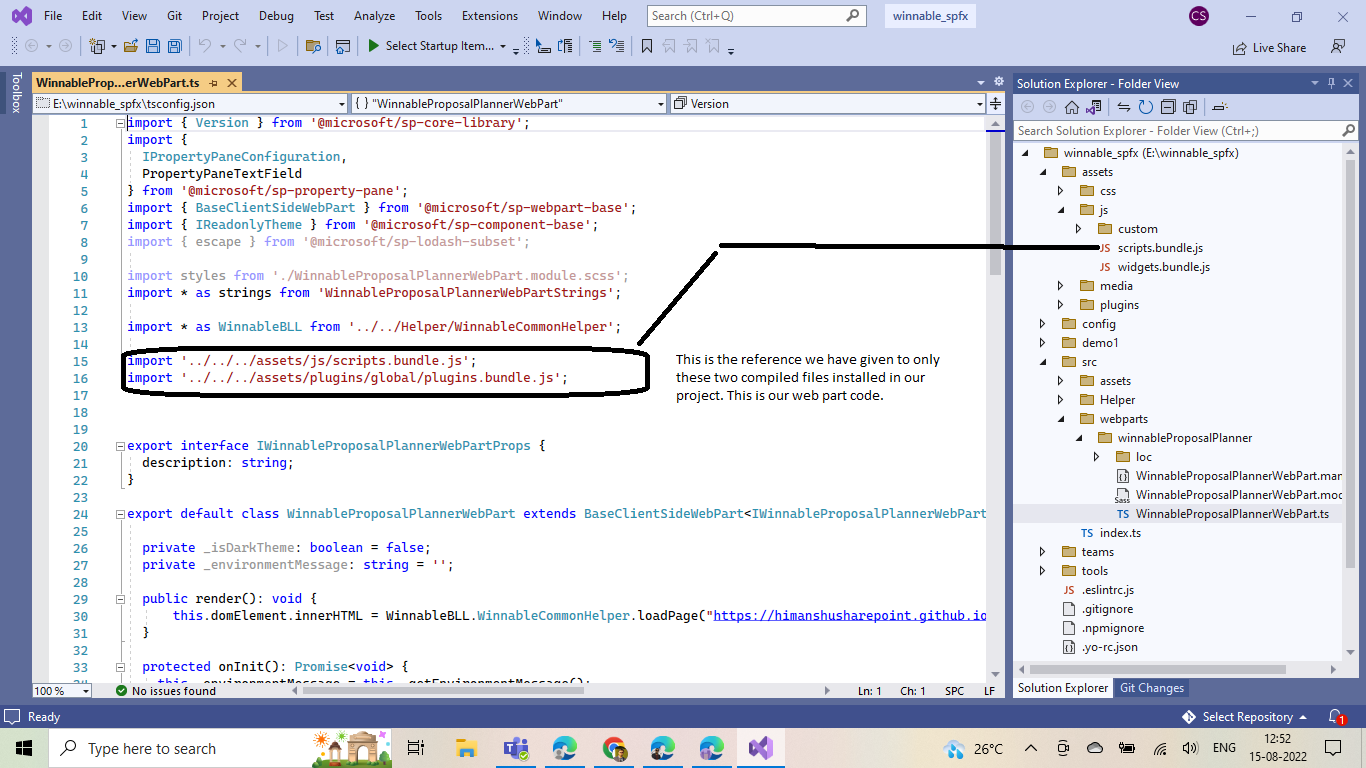 File Edit View Git Project Debug Test Analyze Tools Extensions Window Help Search (Ctrl+Q) winnable_spfx CS
Select Startup Item... Live Share
Toolbox
WinnableProp...erWebPart.ts Solution Explorer - Folder View
E:\winnable_spfx\tsconfig.json { } "WinnableProposalPlannerWebPart" Version
Search Solution Explorer - Folder View (Ctrl+;)
1 import { Version } from '@microsoft/sp-core-library';
2 import {
3 IPropertyPaneConfiguration,
4 PropertyPaneTextField
5 } from '@microsoft/sp-property-pane';
6 import { BaseClientSideWebPart } from '@microsoft/sp-webpart-base';
7 import { IReadonlyTheme } from '@microsoft/sp-component-base';
8 import { escape } from '@microsoft/sp-lodash-subset';
9
10 import styles from './WinnableProposalPlannerWebPart.module.scss';
11 import * as strings from 'WinnableProposalPlannerWebPartStrings';
12
13 import * as WinnableBLL from '../../Helper/WinnableCommonHelper';
14
15 import '../../../assets/js/scripts.bundle.js';
16 import '../../../assets/plugins/global/plugins.bundle.js';
17
18
19
20 export interface IWinnableProposalPlannerWebPartProps {
21 description: string;
22 }
23
24 export default class WinnableProposalPlannerWebPart extends BaseClientSideWebPart<IWinnableProposalPlannerWebPart
25
26 private _isDarkTheme: boolean = false;
27 private _environmentMessage: string = '';
28
29 public render(): void {
30 this.domElement.innerHTML = WinnableBLL.WinnableCommonHelper.loadPage("https://himanshusharepoint.github.io
31 }
32
33 protected onInit(): Promise<void> {
This is the reference we have given to only
these two compiled files installed in our
project. This is our web part code.
winnable_spfx (E:\winnable_spfx)
assets
css
js
custom
JS scripts.bundle.js
JS widgets.bundle.js
media
plugins
config
demo1
src
assets
Helper
webparts
winnableProposalPlanner
loc
WinnableProposalPlannerWebPart.mar
Sass WinnableProposalPlannerWebPart.moc
TS WinnableProposalPlannerWebPart.ts
TS index.ts
teams
tools
JS .eslintrc.js
.gitignore
.npmignore
.yo-rc.json
100 % No issues found Ln: 1 Ch: 1 SPC LF
Solution Explorer Git Changes
Ready Select Repository 1
Type here to search 26°C ENG 12:52
15-08-2022